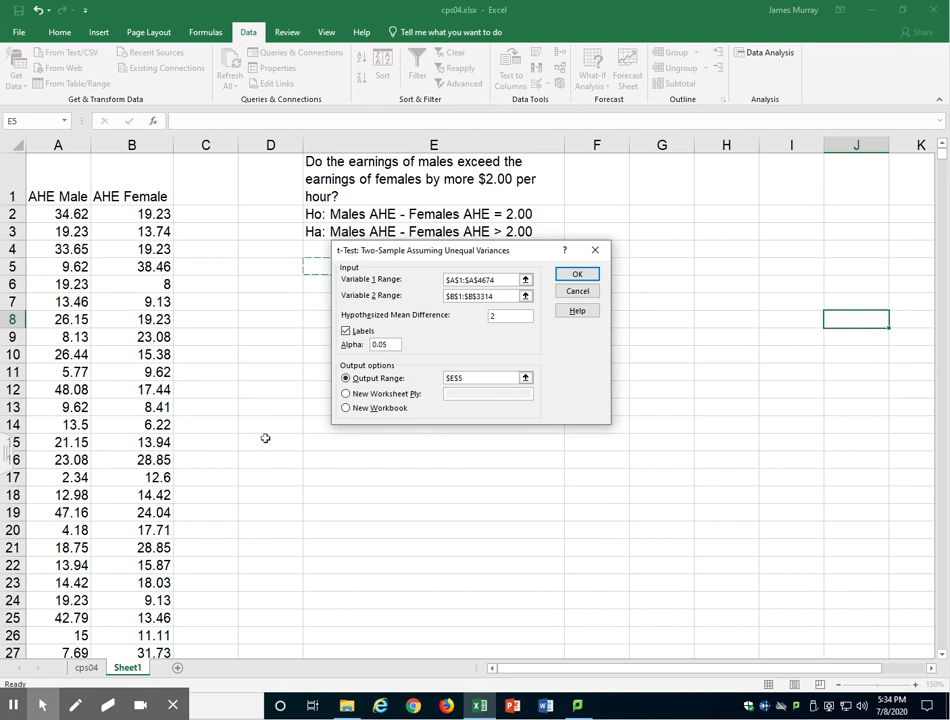 cps04.xlsx - Excel
James Murray
File Home Insert Page Layout Formulas Data Review View Help Tell me what you want to do Share
Get Data
From Text/CSV
From Web
From Table/Range
Recent Sources
Existing Connections
Get & Transform Data
Refresh All
Queries & Connections
Properties
Edit Links
Queries & Connections
Sort
Filter
Clear
Reapply
Advanced
Sort & Filter
Text to Columns
Data Tools
What-If Analysis
Forecast Sheet
Forecast
Group
Ungroup
Subtotal
Outline
Data Analysis
Analysis
E5
fx
A B C D E F G H I J K
Do the earnings of males exceed the
earnings of females by more $2.00 per
1 AHE Male AHE Female hour?
2 34.62 19.23 Ho: Males AHE - Females AHE = 2.00
3 19.23 13.74 Ha: Males AHE - Females AHE > 2.00
4 33.65 19.23
5 9.62 38.46
6 19.23 8
7 13.46 9.13
8 26.15 19.23
9 8.13 23.08
10 26.44 15.38
11 5.77 9.62
12 48.08 17.44
13 9.62 8.41
14 13.5 6.22
15 21.15 13.94
16 23.08 28.85
17 2.34 12.6
18 12.98 14.42
19 47.16 24.04
20 4.18 17.71
21 18.75 28.85
22 13.94 15.87
23 14.42 18.03
24 19.23 9.13
25 42.79 13.46
26 15 11.11
27 7.69 31.73
t-Test: Two-Sample Assuming Unequal Variances ?
Input
Variable 1 Range: $A$1:$A$4674
Variable 2 Range: $B$1:$B$3314
Hypothesized Mean Difference: 2
Labels
Alpha: 0.05
Output options
Output Range: $E$5
New Worksheet Ply:
New Workbook
OK
Cancel
Help
cps04 Sheet1
Ready
150%
5:34 PM
7/8/2020